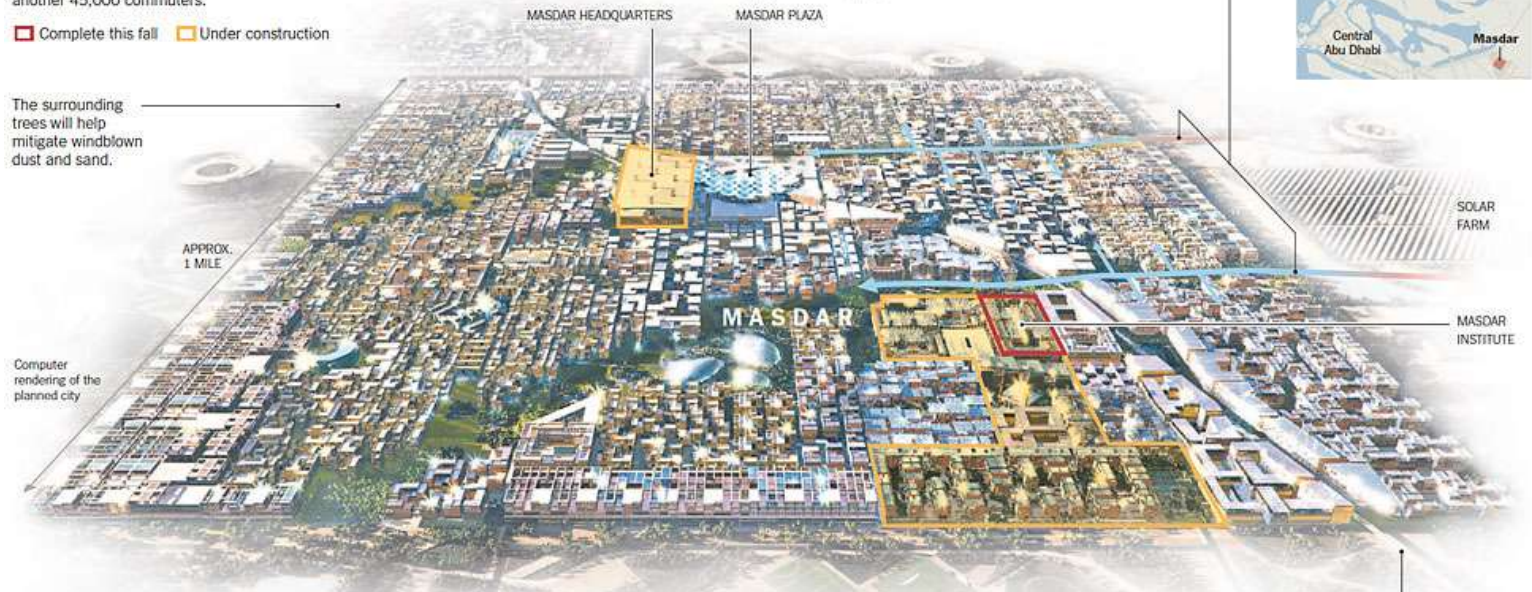 another 45,000 commuters.
MASDAR HEADQUARTERS
MASDAR PLAZA
Complete this fall
Under construction
Central
Abu Dhabi
Masdar
The surrounding
trees will help
mitigate windblown
dust and sand.
SOLAR
FARM
APPROX.
1 MILE
MASDAR
MASDAR
INSTITUTE
Computer
rendering of the
planned city